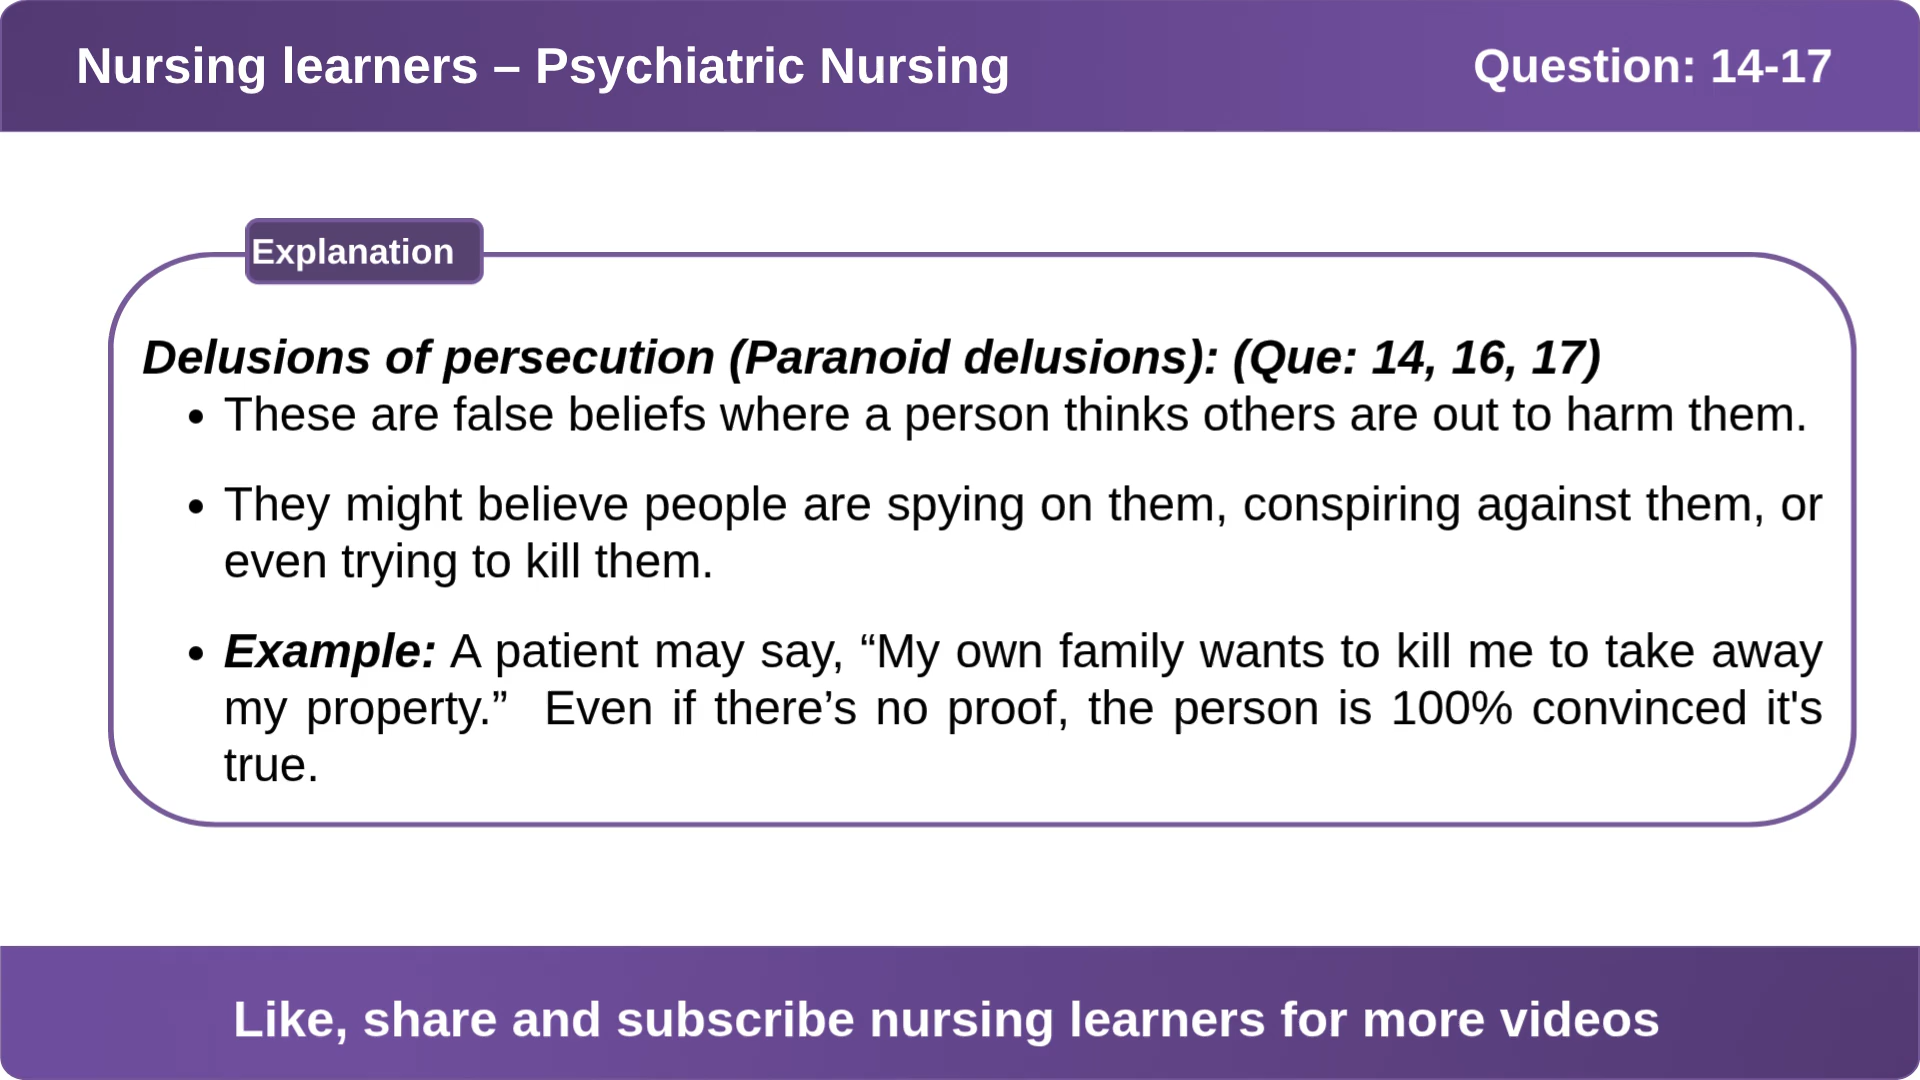 Nursing learners – Psychiatric Nursing
Question: 14-17
Explanation
Delusions of persecution (Paranoid delusions): (Que: 14, 16, 17)
• These are false beliefs where a person thinks others are out to harm them.
• They might believe people are spying on them, conspiring against them, or
even trying to kill them.
• Example: A patient may say, “My own family wants to kill me to take away
my property.”  Even if there’s no proof, the person is 100% convinced it's
true.
Like, share and subscribe nursing learners for more videos